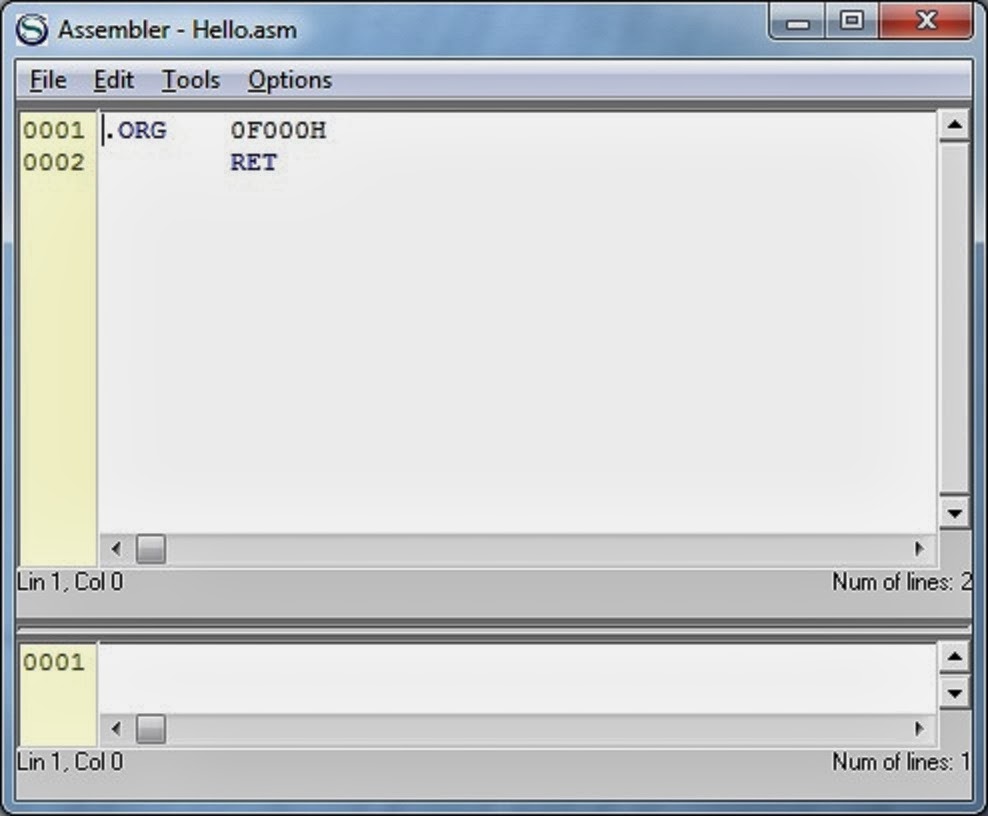 Assembler - Hello.asm
File Edit Tools Options
0001 .ORG 0F000H
0002 RET
Lin 1, Col 0 Num of lines: 2
0001
Lin 1, Col 0 Num of lines: 1